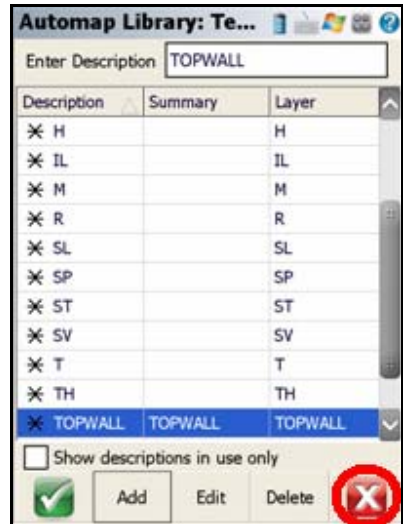 Automap Library: Te...
Enter Description TOPWALL
Description Summary Layer
H H
IL IL
M M
R R
SL SL
SP SP
ST ST
SV SV
T T
TH TH
TOPWALL TOPWALL TOPWALL
Show descriptions in use only
Add Edit Delete